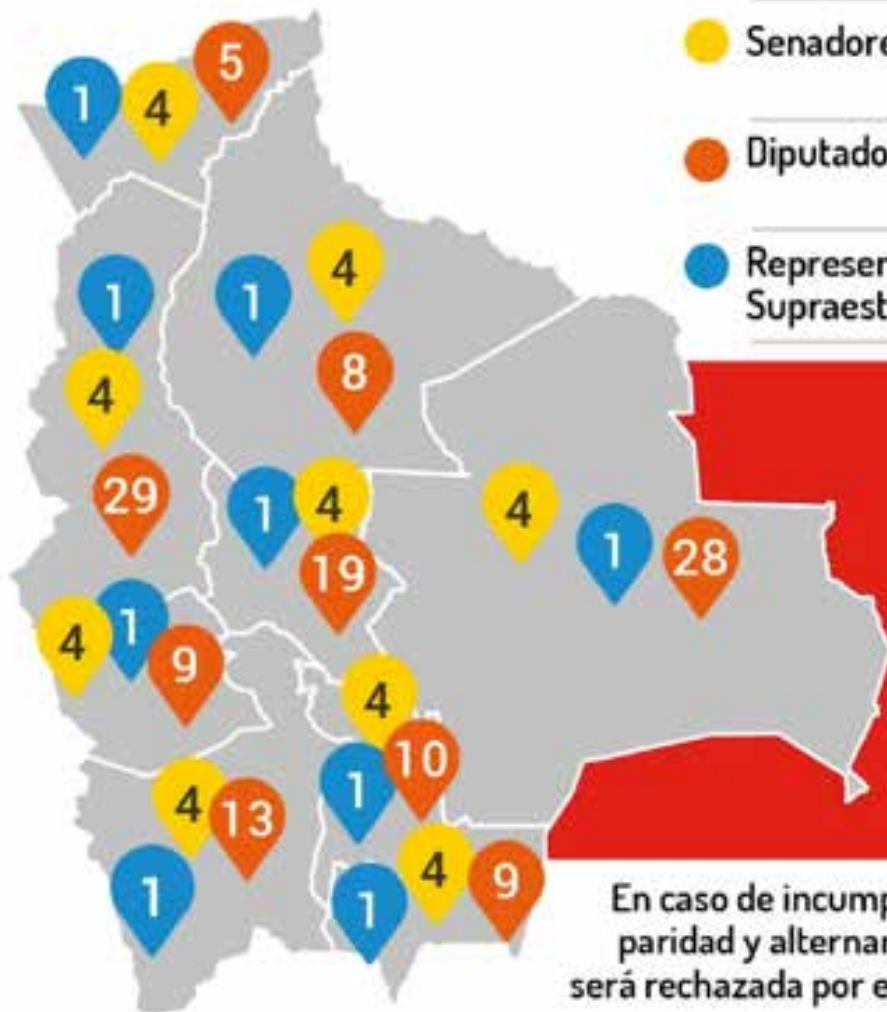 Senadore
Diputado
Represen
Supraest
1 4 5
1 1 4
4 8
29 1 4 4 1 28
19
4 1 9
4
1 10
4 13
1 4 9
1
En caso de incump
paridad y alternar
será rechazada por e